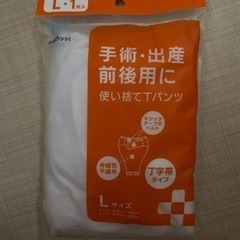 L・1枚入
手術・出産
前後用に
使い捨てTパンツ
マジック
テープ式
ベルト
伸縮性
不織布
丁字帯
タイプ
Lサイズ